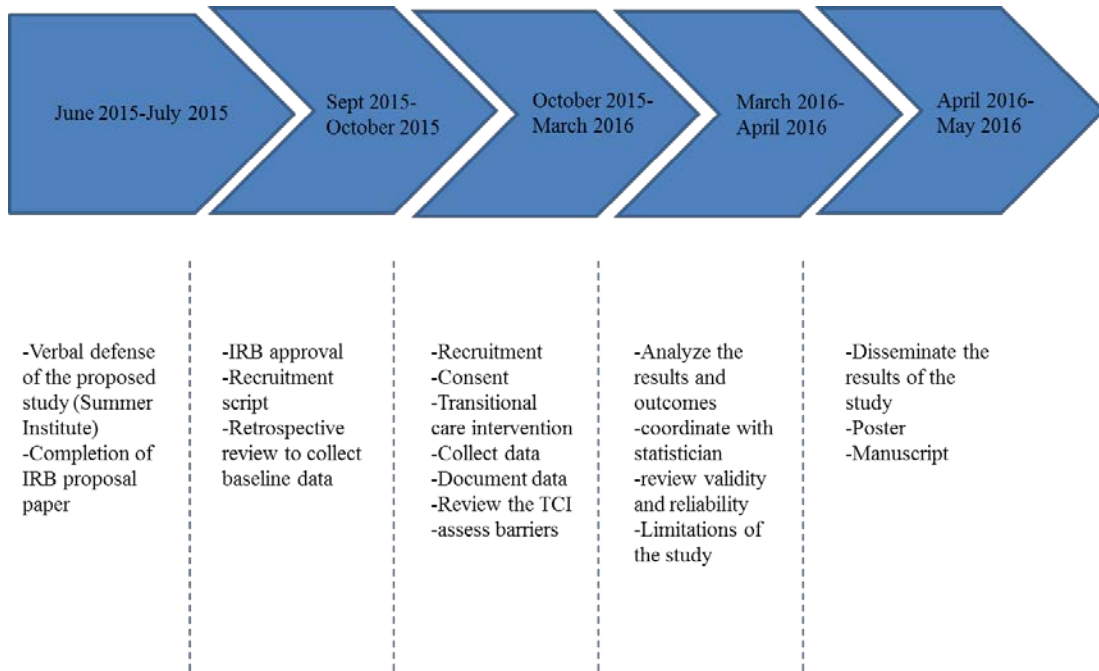 June 2015-July 2015
Sept 2015-
October 2015
October 2015-
March 2016
March 2016-
April 2016
April 2016-
May 2016
-Verbal defense
of the proposed
study (Summer
Institute)
-Completion of
IRB proposal
paper
-IRB approval
-Recruitment
script
-Retrospective
review to collect
baseline data
-Recruitment
-Consent
-Transitional
care intervention
-Collect data
-Document data
-Review the TCI
-assess barriers
-Analyze the
results and
outcomes
-coordinate with
statistician
-review validity
and reliability
-Limitations of
the study
-Disseminate the
results of the
study
-Poster
-Manuscript